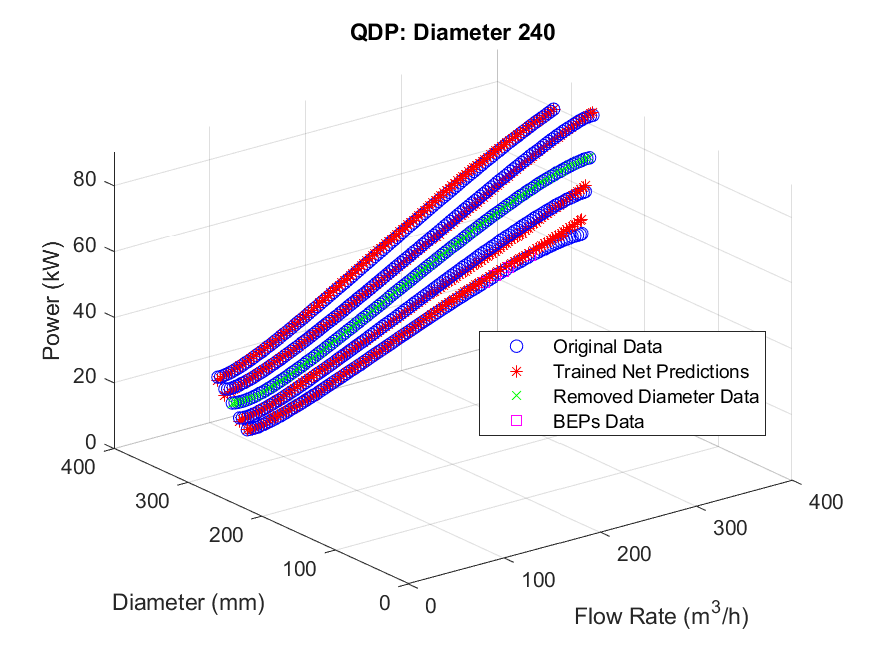 QDP: Diameter 240
80
60
40
20
0
Power (kW)
400
300
200
100
0
Diameter (mm)
0
100
200
300
400
Flow Rate (m³/h)
Original Data
Trained Net Predictions
Removed Diameter Data
BEPs Data